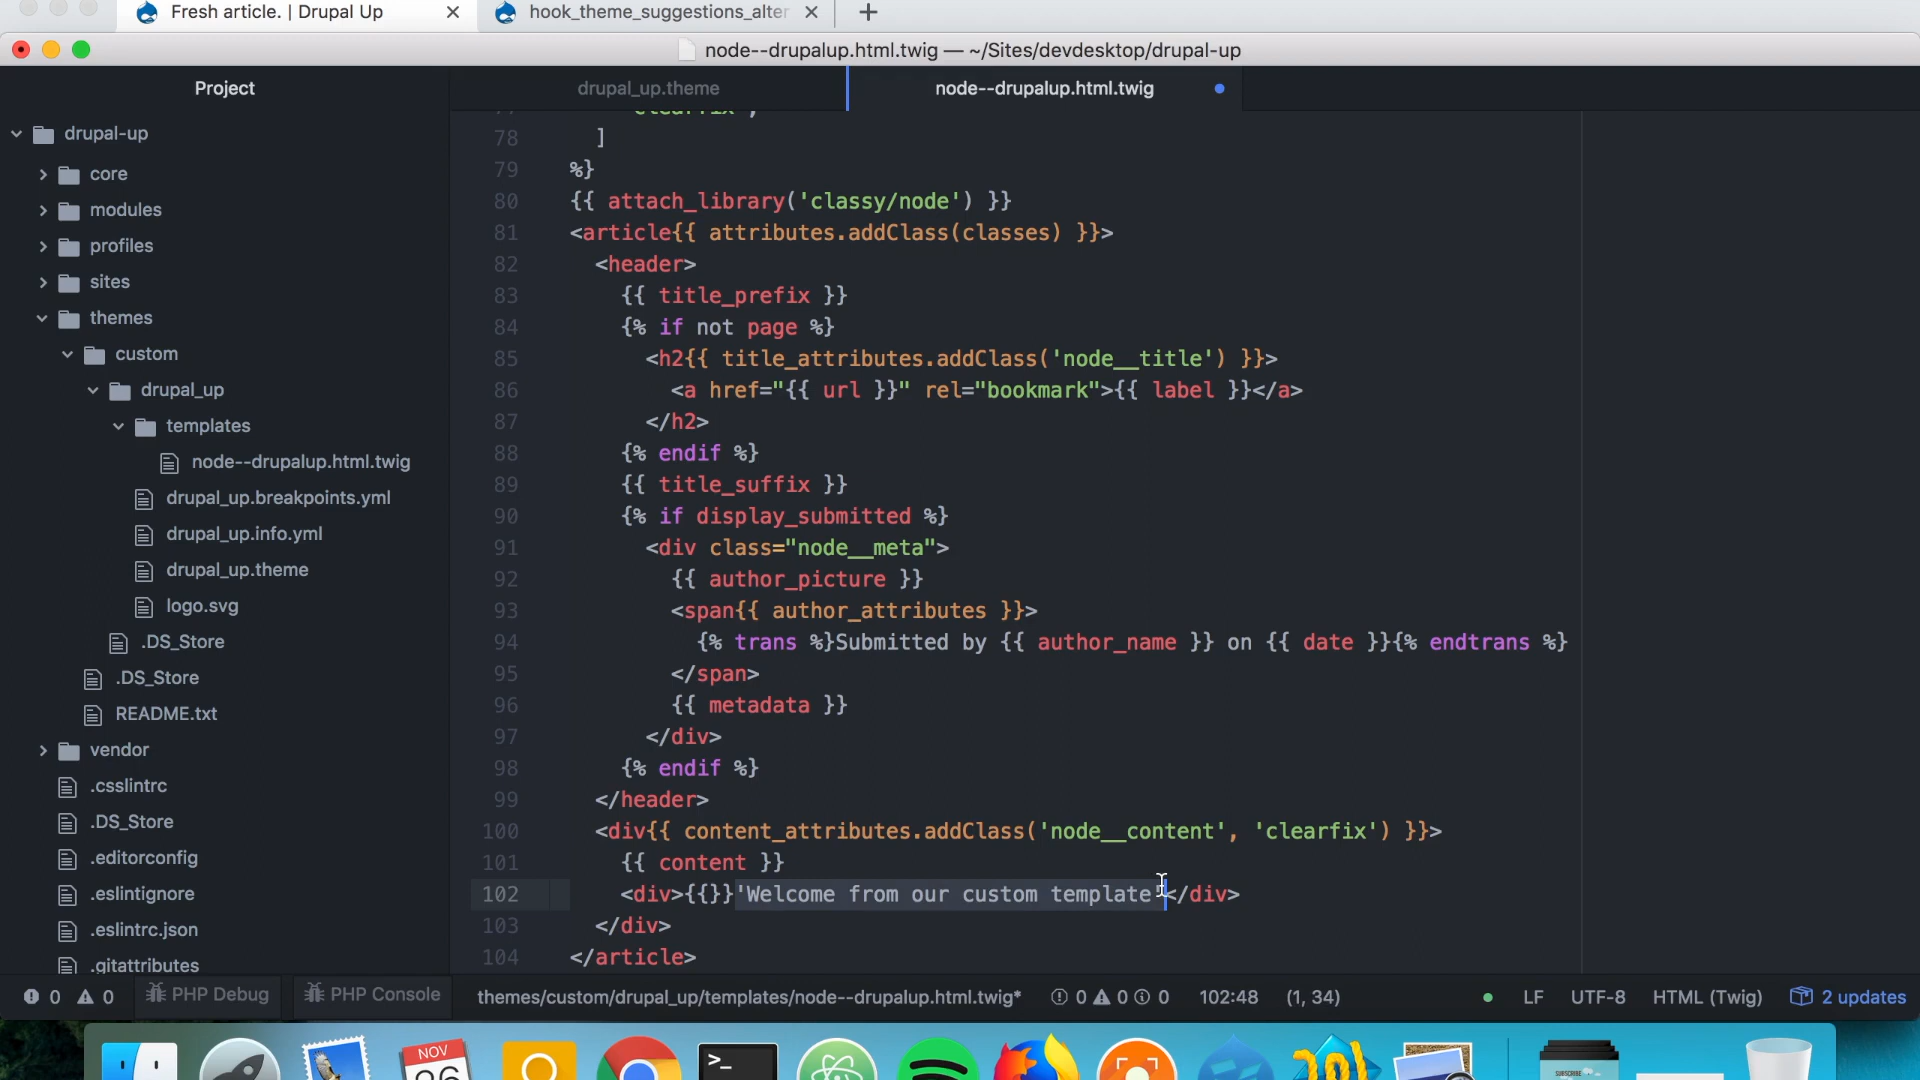 Fresh article. | Drupal Up
hook_theme_suggestions_alter
node--drupalup.html.twig — ~/Sites/devdesktop/drupal-up
Project
drupal_up.theme
node--drupalup.html.twig
drupal-up
core
modules
profiles
sites
themes
custom
drupal_up
templates
node--drupalup.html.twig
drupal_up.breakpoints.yml
drupal_up.info.yml
drupal_up.theme
logo.svg
.DS_Store
.DS_Store
README.txt
vendor
.csslintrc
.DS_Store
.editorconfig
.eslintignore
.eslintrc.json
.gitattributes
77 'clearfix',
78 ]
79 %}
80 {{ attach_library('classy/node') }}
81 <article{{ attributes.addClass(classes) }}>
82 <header>
83 {{ title_prefix }}
84 {% if not page %}
85 <h2{{ title_attributes.addClass('node__title') }}>
86 <a href="{{ url }}" rel="bookmark">{{ label }}</a>
87 </h2>
88 {% endif %}
89 {{ title_suffix }}
90 {% if display_submitted %}
91 <div class="node__meta">
92 {{ author_picture }}
93 <span{{ author_attributes }}>
94 {% trans %}Submitted by {{ author_name }} on {{ date }}{% endtrans %}
95 </span>
96 {{ metadata }}
97 </div>
98 {% endif %}
99 </header>
100 <div{{ content_attributes.addClass('node__content', 'clearfix') }}>
101 {{ content }}
102 <div>{{}}'Welcome from our custom template'</div>
103 </div>
104 </article>
0 0 PHP Debug PHP Console themes/custom/drupal_up/templates/node--drupalup.html.twig* 0 0 0 102:48 (1, 34) LF UTF-8 HTML (Twig) 2 updates
NOV
26
>_
101
SUBSCRIBE